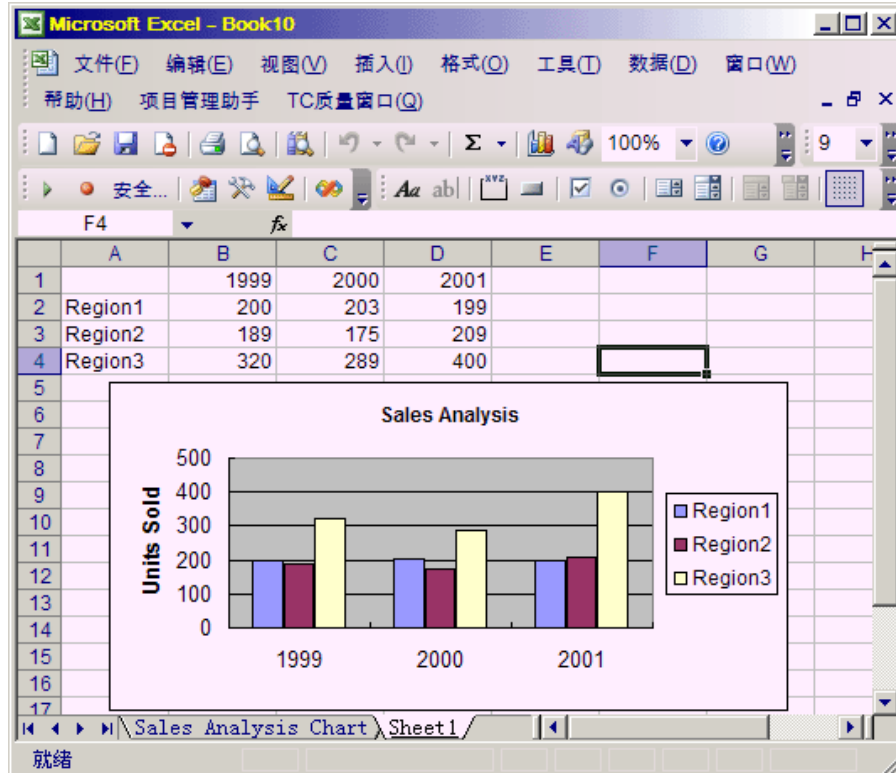 Microsoft Excel - Book10
文件(F) 编辑(E) 视图(V) 插入(I) 格式(O) 工具(T) 数据(D) 窗口(W)
帮助(H) 项目管理助手 TC质量窗口(Q)
Σ 100% 9
安全... Aa ab| XYZ
F4 fx
A B C D E F G H
1 1999 2000 2001
2 Region1 200 203 199
3 Region2 189 175 209
4 Region3 320 289 400
5
6
7
8
9
10
11
12
13
14
15
16
17
Sales Analysis
Units Sold
500
400
300
200
100
0
1999 2000 2001
Region1
Region2
Region3
Sales Analysis Chart Sheet1
就绪